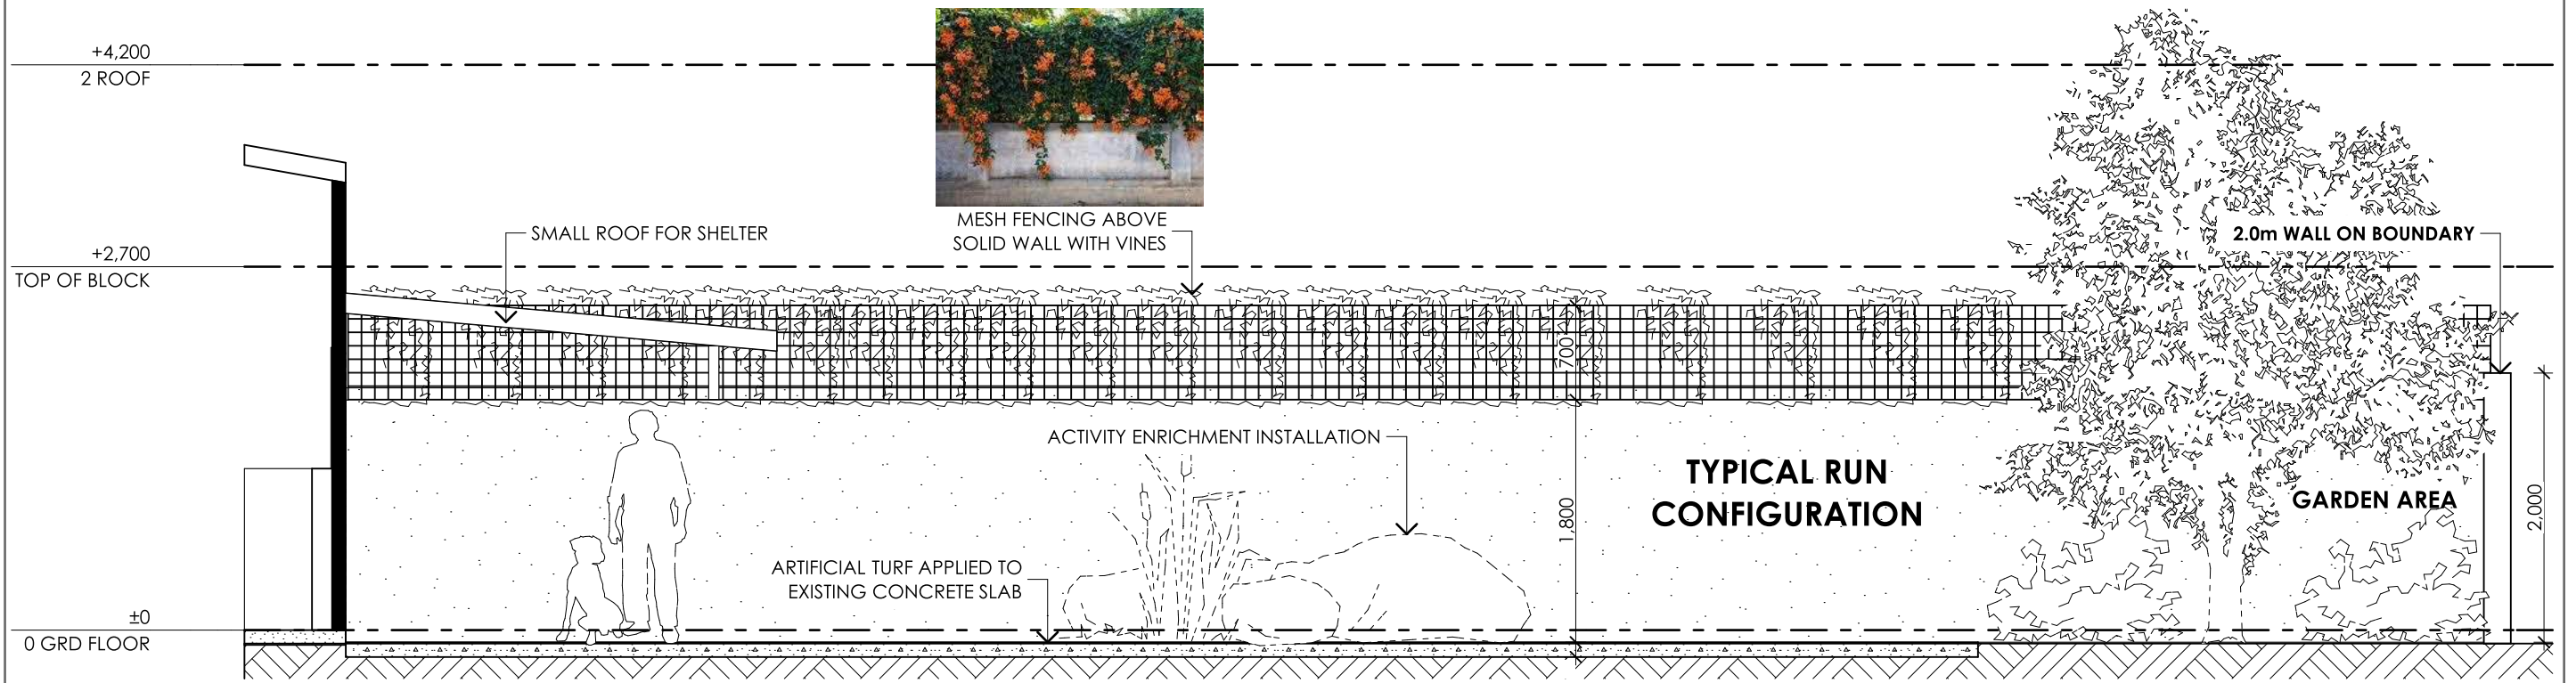 +4,200
2 ROOF
+2,700
TOP OF BLOCK
±0
0 GRD FLOOR
SMALL ROOF FOR SHELTER
MESH FENCING ABOVE
SOLID WALL WITH VINES
2.0m WALL ON BOUNDARY
700
ACTIVITY ENRICHMENT INSTALLATION
TYPICAL RUN
CONFIGURATION
GARDEN AREA
1,800
2,000
ARTIFICIAL TURF APPLIED TO
EXISTING CONCRETE SLAB